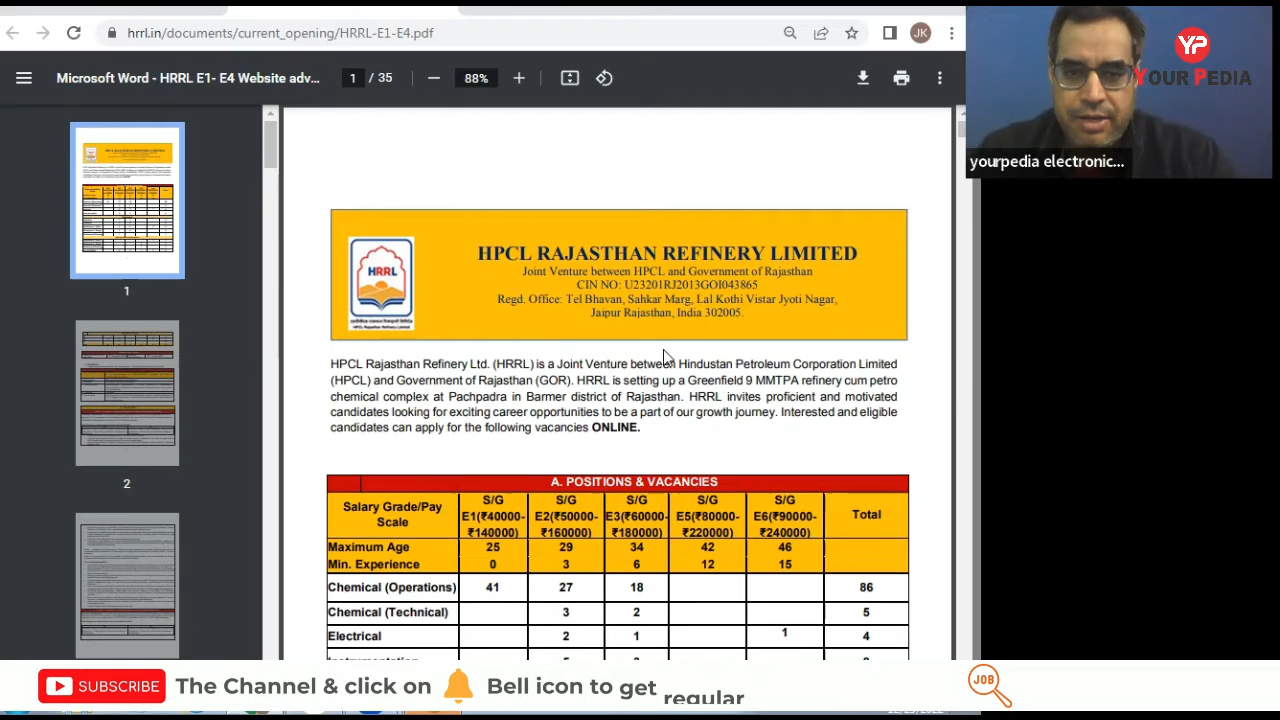 hrrl.in/documents/current_opening/HRRL-E1-E4.pdf
JK
Microsoft Word - HRRL E1- E4 Website adv...
1 / 35
88%
YP
YOUR PEDIA
yourpedia electronic...
1
2
HRRL
HPCL Rajasthan Refinery Limited
HPCL RAJASTHAN REFINERY LIMITED
Joint Venture between HPCL and Government of Rajasthan
CIN NO: U23201RJ2013GOI043865
Regd. Office: Tel Bhavan, Sahkar Marg, Lal Kothi Vistar Jyoti Nagar,
Jaipur Rajasthan, India 302005.
HPCL Rajasthan Refinery Ltd. (HRRL) is a Joint Venture between Hindustan Petroleum Corporation Limited
(HPCL) and Government of Rajasthan (GOR). HRRL is setting up a Greenfield 9 MMTPA refinery cum petro
chemical complex at Pachpadra in Barmer district of Rajasthan. HRRL invites proficient and motivated
candidates looking for exciting career opportunities to be a part of our growth journey. Interested and eligible
candidates can apply for the following vacancies ONLINE.
A. POSITIONS & VACANCIES
Salary Grade/Pay Scale S/G E1(₹40000-₹140000) S/G E2(₹50000-₹160000) S/G E3(₹60000-₹180000) S/G E5(₹80000-₹220000) S/G E6(₹90000-₹240000) Total
Maximum Age 25 29 34 42 46
Min. Experience 0 3 6 12 15
Chemical (Operations) 41 27 18 86
Chemical (Technical) 3 2 5
Electrical 2 1 1 4
SUBSCRIBE The Channel & click on Bell icon to get regular
JOB